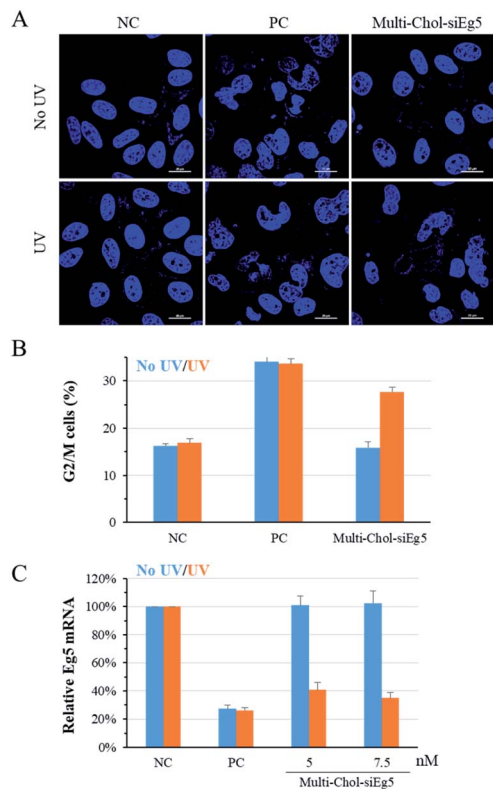 A
NC PC Multi-Chol-siEg5
No UV
UV
B
No UV/UV
G2/M cells (%)
30
20
10
0
NC PC Multi-Chol-siEg5
C
No UV/UV
Relative Eg5 mRNA
120%
100%
80%
60%
40%
20%
0%
NC PC 5 7.5 nM
Multi-Chol-siEg5